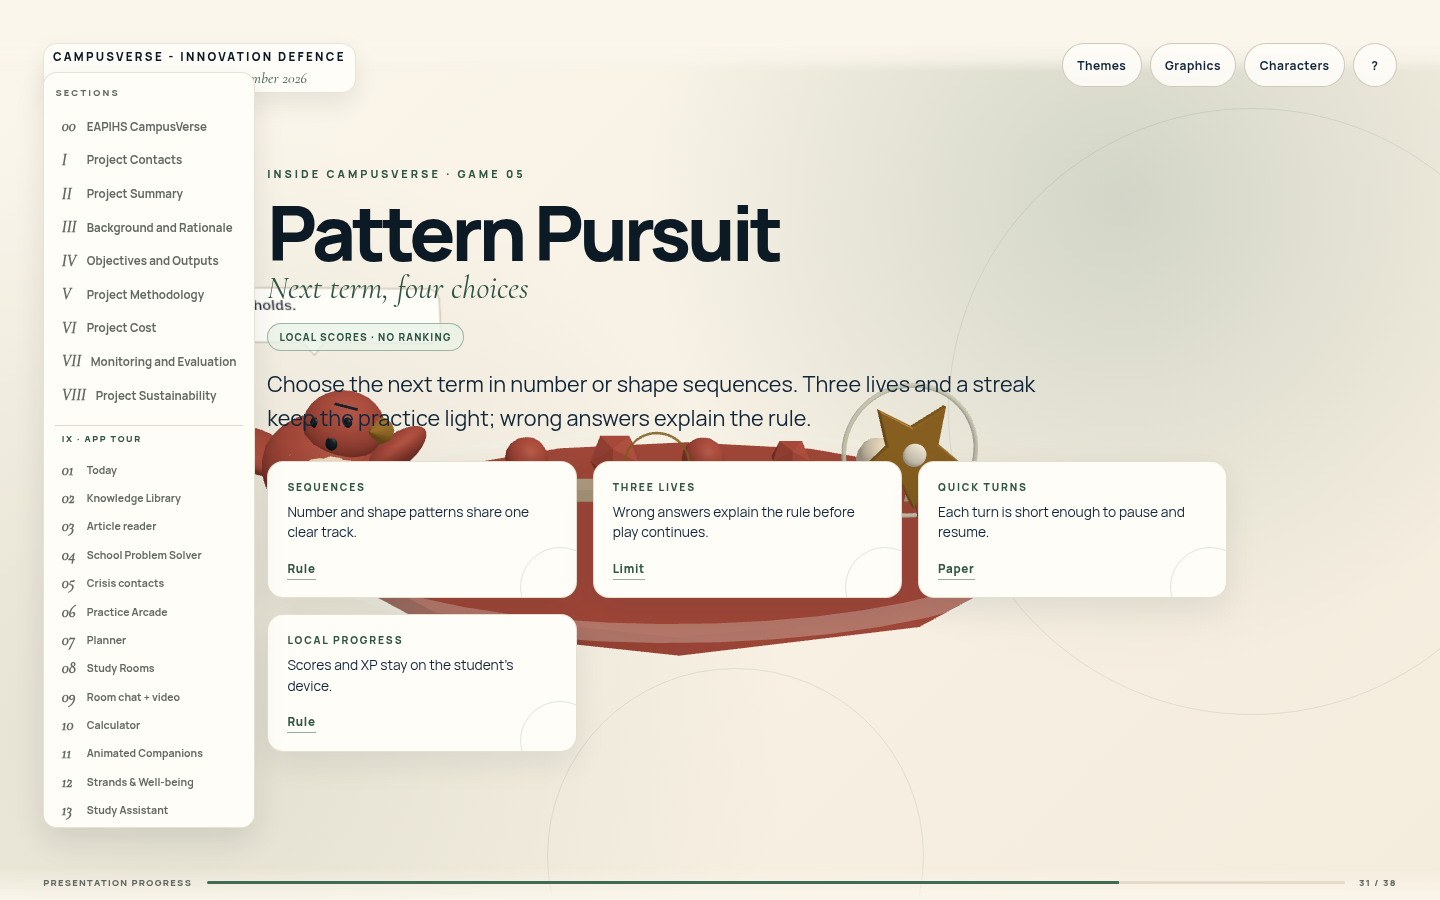 CAMPUSVERSE - INNOVATION DEFENCE
2026
Themes
Graphics
Characters
?
SECTIONS
00 EAPIHS CampusVerse
I Project Contacts
II Project Summary
III Background and Rationale
IV Objectives and Outputs
V Project Methodology
VI Project Cost
VII Monitoring and Evaluation
VIII Project Sustainability
IX · APP TOUR
01 Today
02 Knowledge Library
03 Article reader
04 School Problem Solver
05 Crisis contacts
06 Practice Arcade
07 Planner
08 Study Rooms
09 Room chat + video
10 Calculator
11 Animated Companions
12 Strands & Well-being
13 Study Assistant
INSIDE CAMPUSVERSE · GAME 05
Pattern Pursuit
Next term, four choices
holds.
LOCAL SCORES · NO RANKING
Choose the next term in number or shape sequences. Three lives and a streak
keep the practice light; wrong answers explain the rule.
SEQUENCES
Number and shape patterns share one
clear track.
Rule
THREE LIVES
Wrong answers explain the rule before
play continues.
Limit
QUICK TURNS
Each turn is short enough to pause and
resume.
Paper
LOCAL PROGRESS
Scores and XP stay on the student's
device.
Rule
PRESENTATION PROGRESS
31 / 38